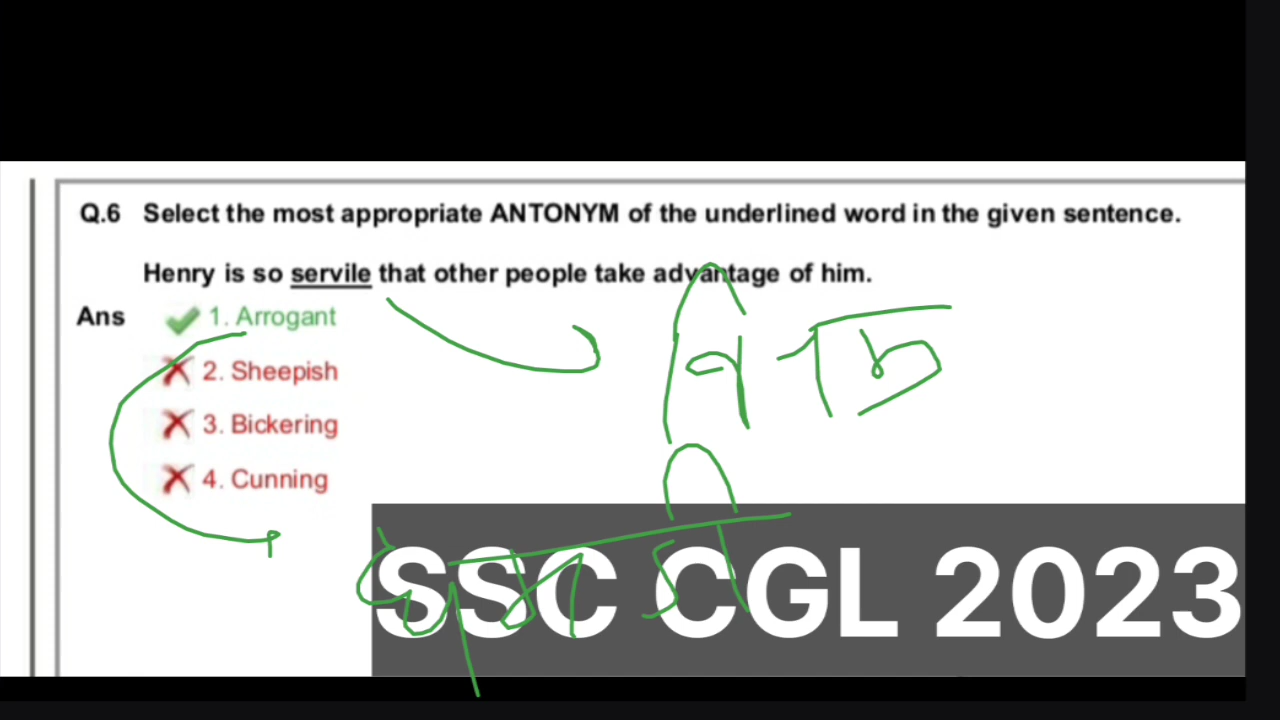 Q.6 Select the most appropriate ANTONYM of the underlined word in the given sentence.
Henry is so servile that other people take advantage of him.
Ans 1. Arrogant
2. Sheepish
3. Bickering
4. Cunning
SSC CGL 2023